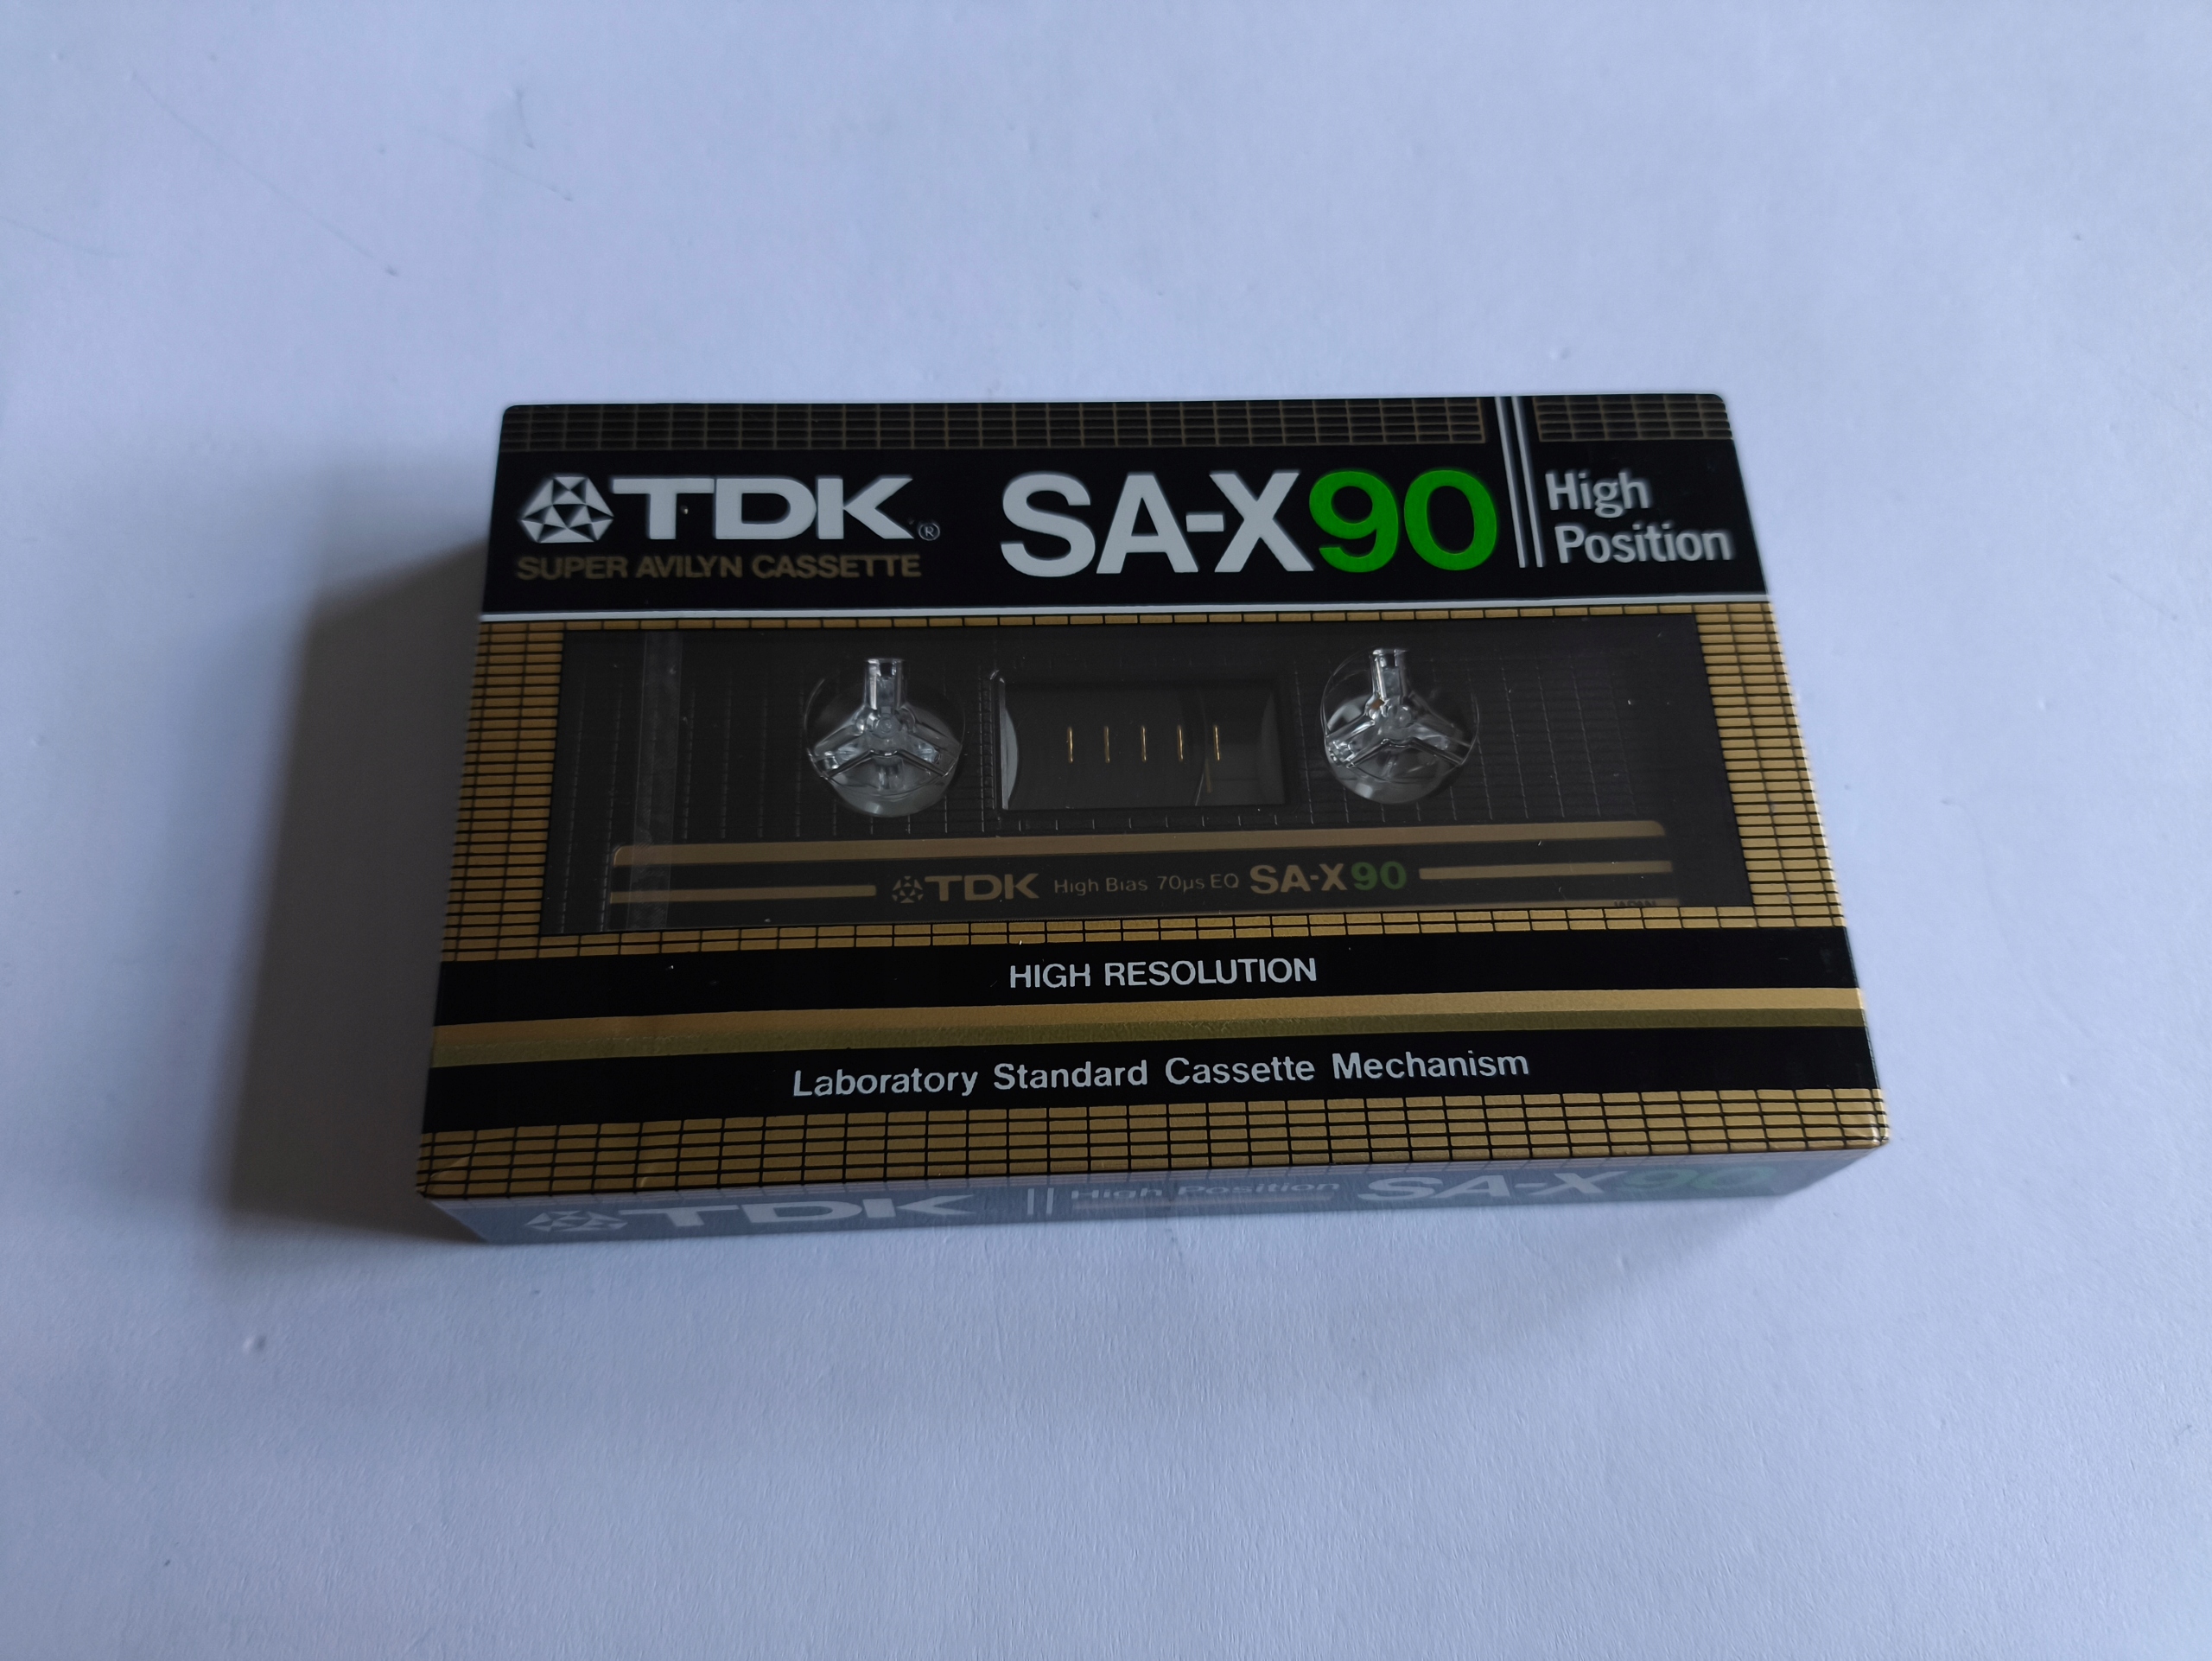 TDK® SA-X90 High Position
SUPER AVILYN CASSETTE
TDK High Bias 70µs EQ SA-X90
JAPAN
HIGH RESOLUTION
Laboratory Standard Cassette Mechanism
TDK High Position SA-X90